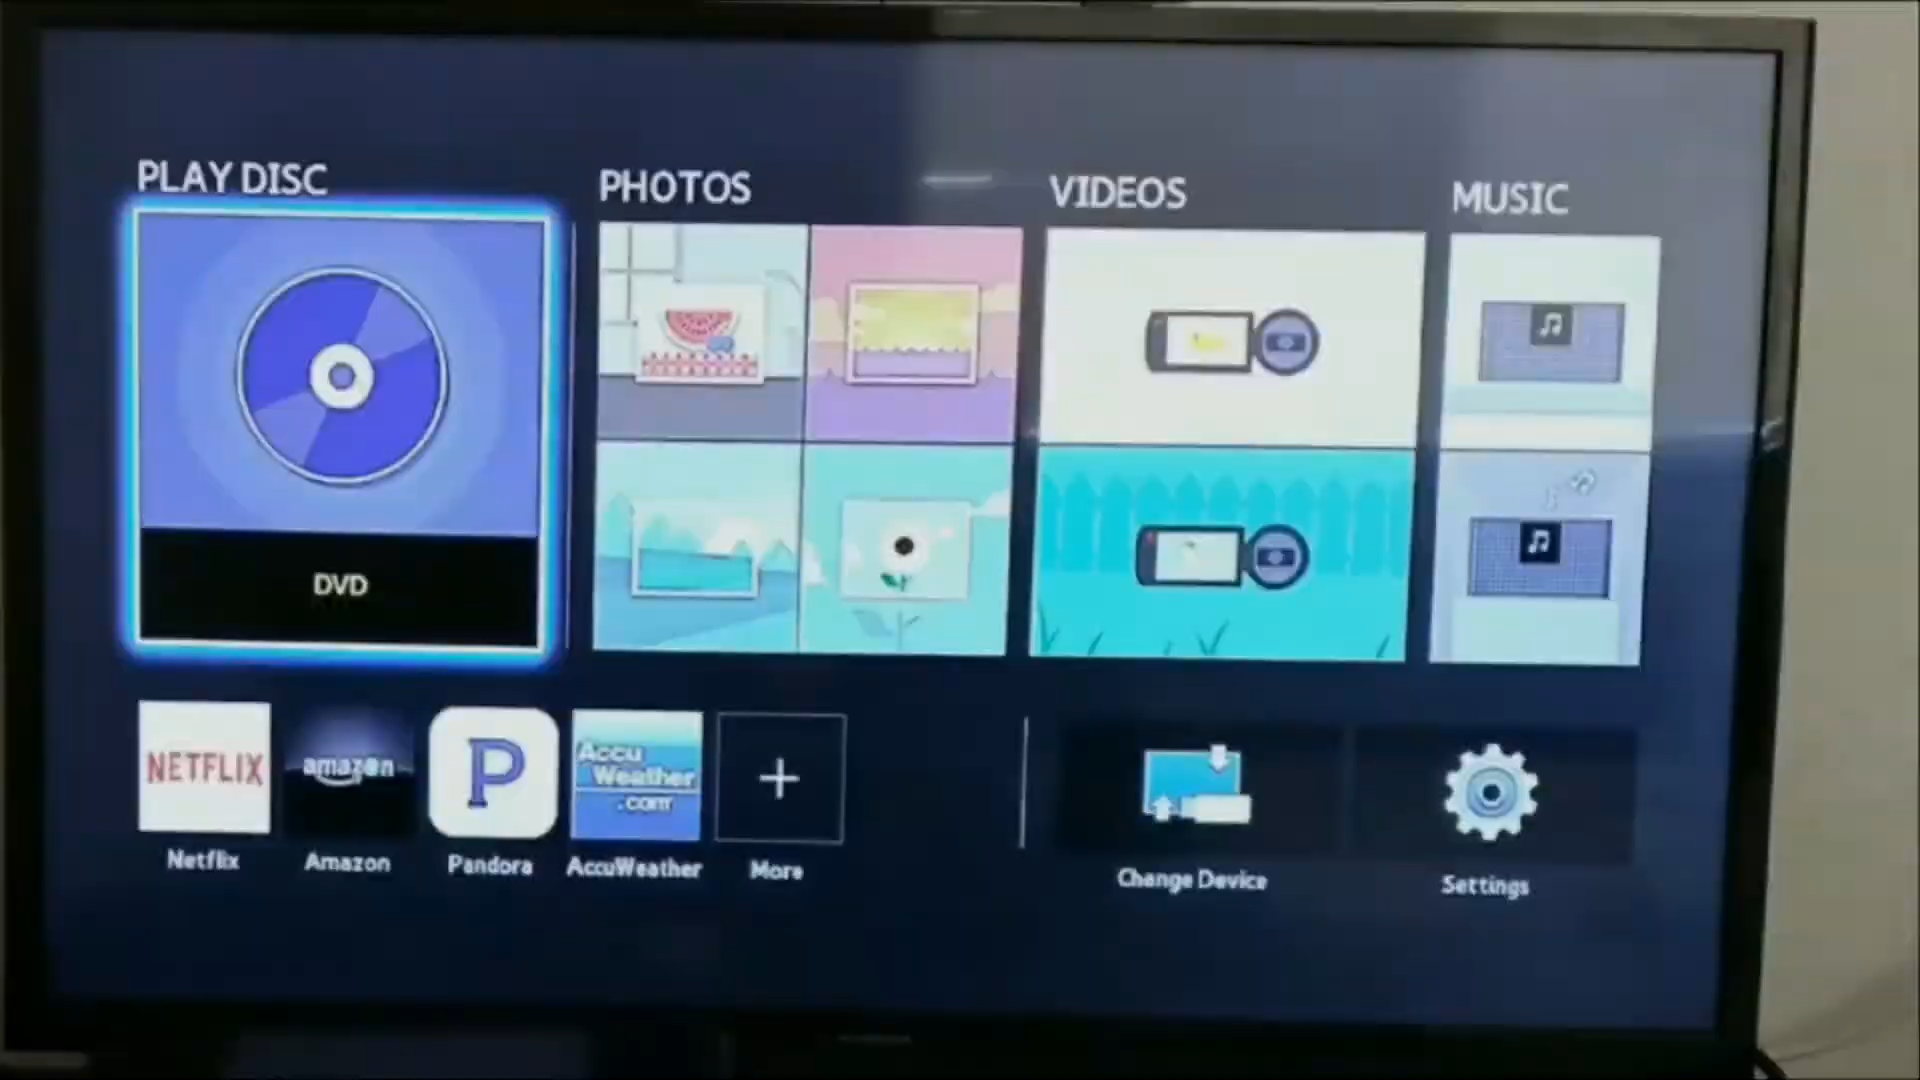 PLAY DISC
PHOTOS
VIDEOS
MUSIC
DVD
NETFLIX
amazon
P
Accu
Weather
.com
Netflix
Amazon
Pandora
AccuWeather
More
Change Device
Settings